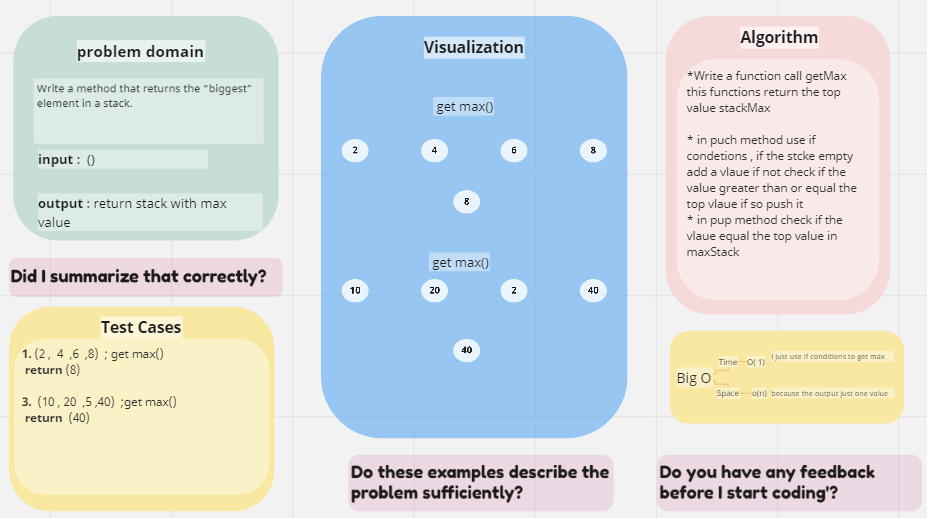 problem domain
Write a method that returns the "biggest"
element in a stack.
input : ()
output : return stack with max
value
Did I summarize that correctly?
Test Cases
1. (2 , 4 ,6 ,8) ; get max()
return (8)
3. (10 , 20 ,5 ,40) ;get max()
return (40)
Visualization
get max()
2 4 6 8
8
get max()
10 20 2 40
40
Do these examples describe the
problem sufficiently?
Algorithm
*Write a function call getMax
this functions return the top
value stackMax
* in puch method use if
condetions , if the stcke empty
add a vlaue if not check if the
value greater than or equal the
top vlaue if so push it
* in pup method check if the
vlaue equal the top value in
maxStack
Big O
Time O( 1) I just use if conditions to get max
Space o(n) because the output just one value
Do you have any feedback
before I start coding'?